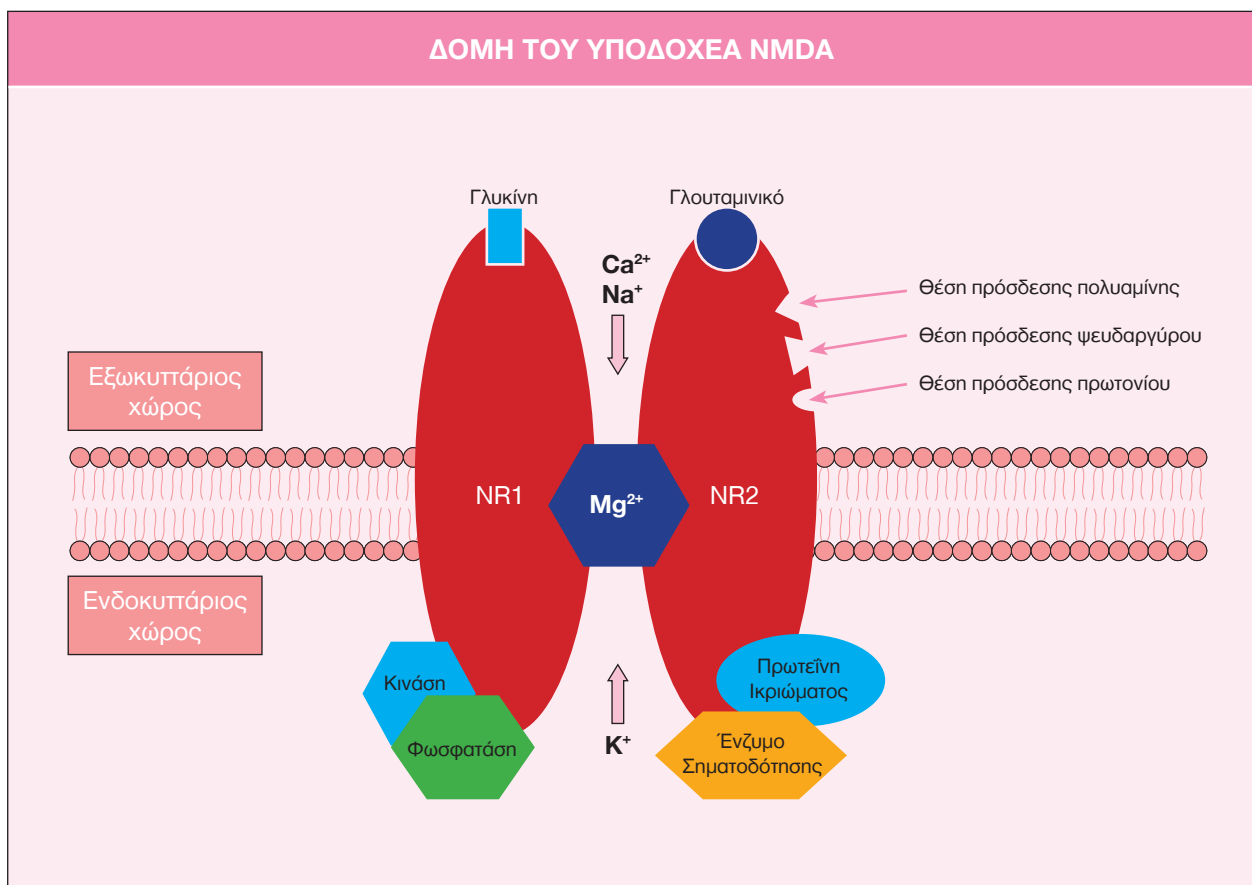 ΔΟΜΗ ΤΟΥ ΥΠΟΔΟΧΕΑ NMDA
Γλυκίνη
Γλουταμινικό
Ca²⁺
Na⁺
Θέση πρόσδεσης πολυαμίνης
Θέση πρόσδεσης ψευδαργύρου
Θέση πρόσδεσης πρωτονίου
Εξωκυττάριος
χώρος
NR1
Mg²⁺
NR2
Ενδοκυττάριος
χώρος
Κινάση
Φωσφατάση
K⁺
Πρωτεΐνη
Ικριώματος
Ένζυμο
Σηματοδότησης